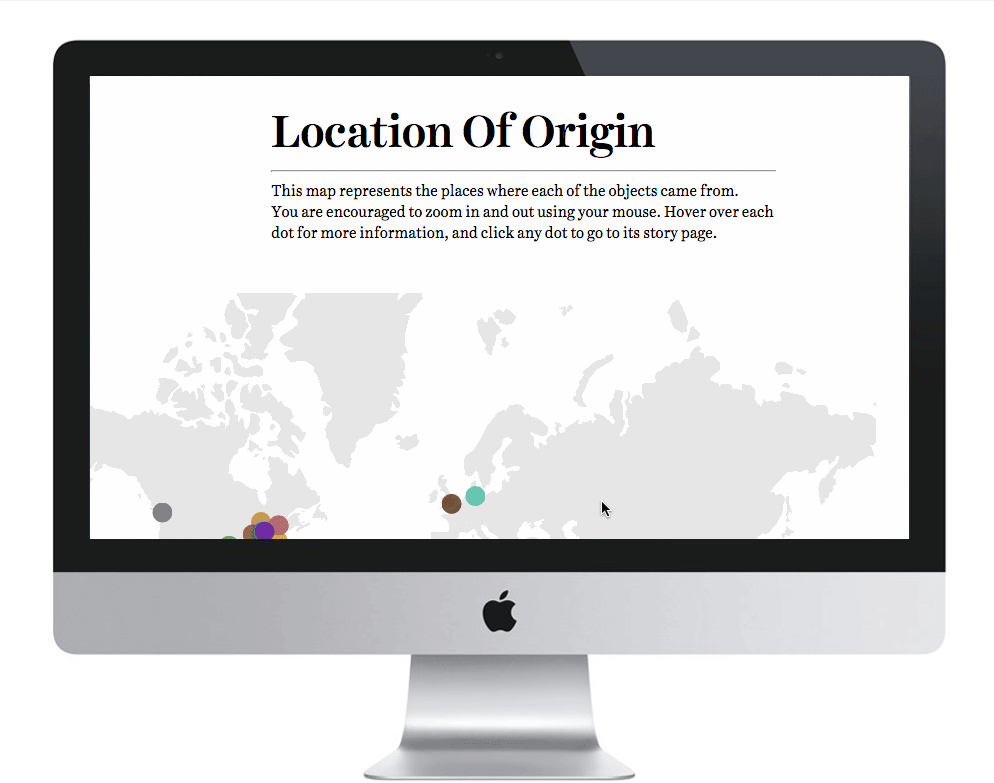 Location Of Origin
This map represents the places where each of the objects came from.
You are encouraged to zoom in and out using your mouse. Hover over each
dot for more information, and click any dot to go to its story page.